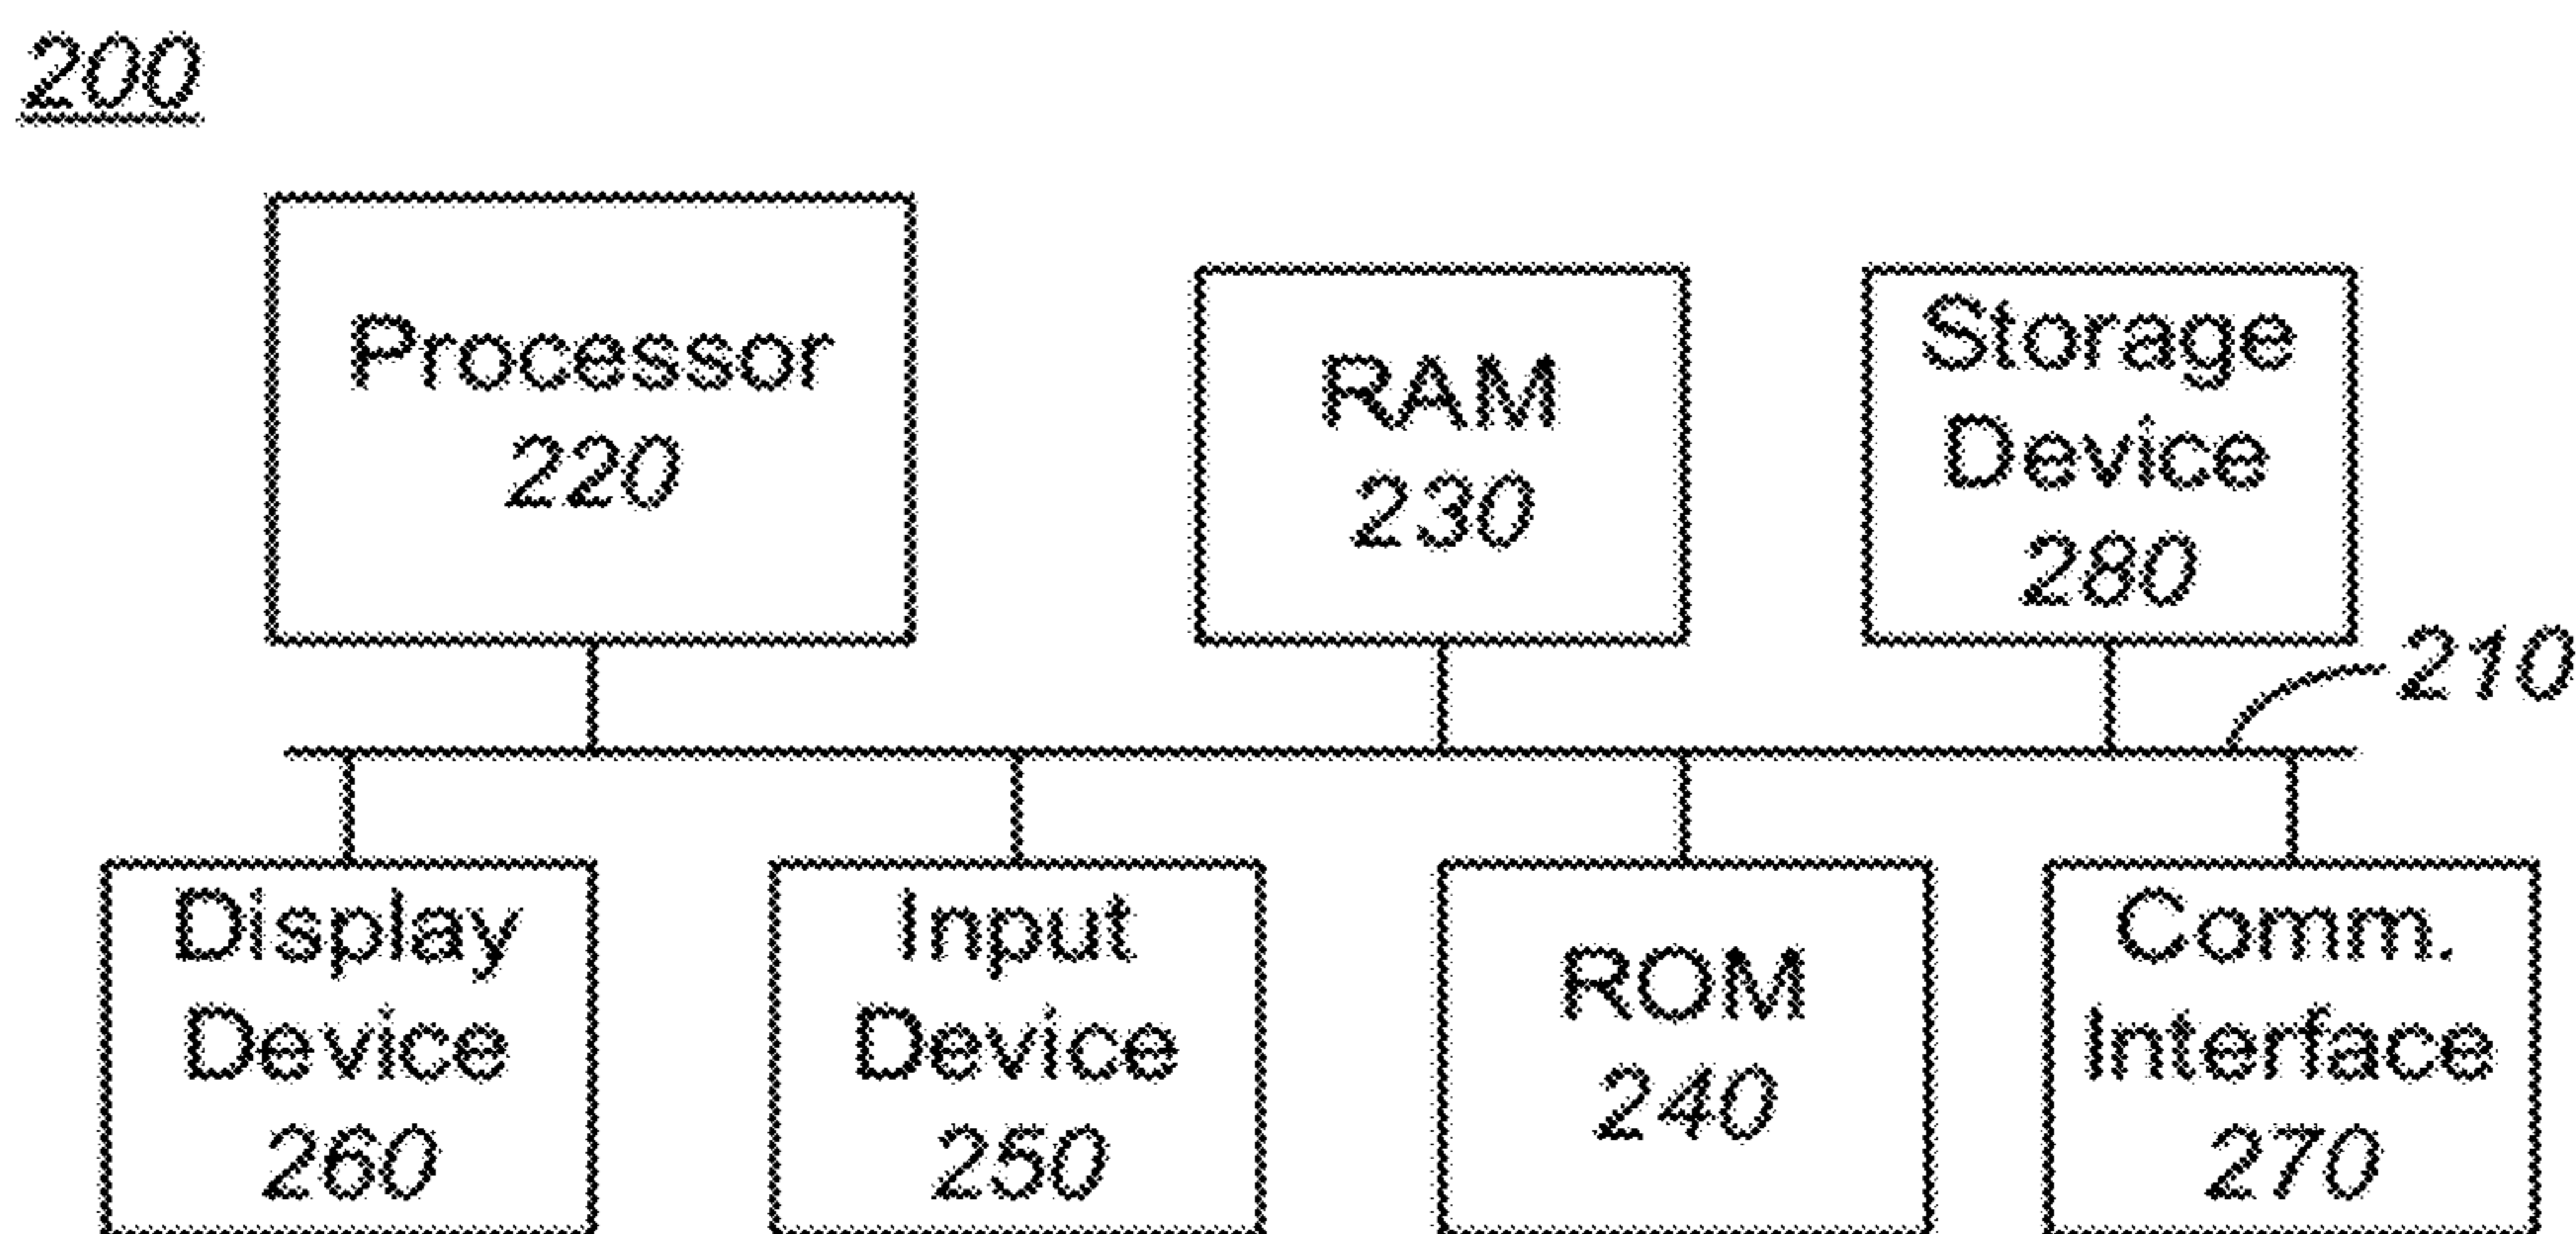 200
Processor
220
RAM
230
Storage
Device
280
210
Display
Device
260
Input
Device
250
ROM
240
Comm.
Interface
270